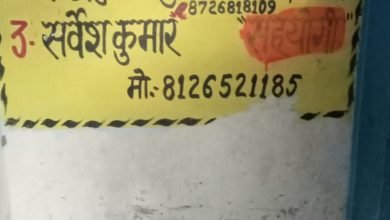 8726818109
3. सर्वेश कुमार "सहयोगी"
मो.- 8126521185